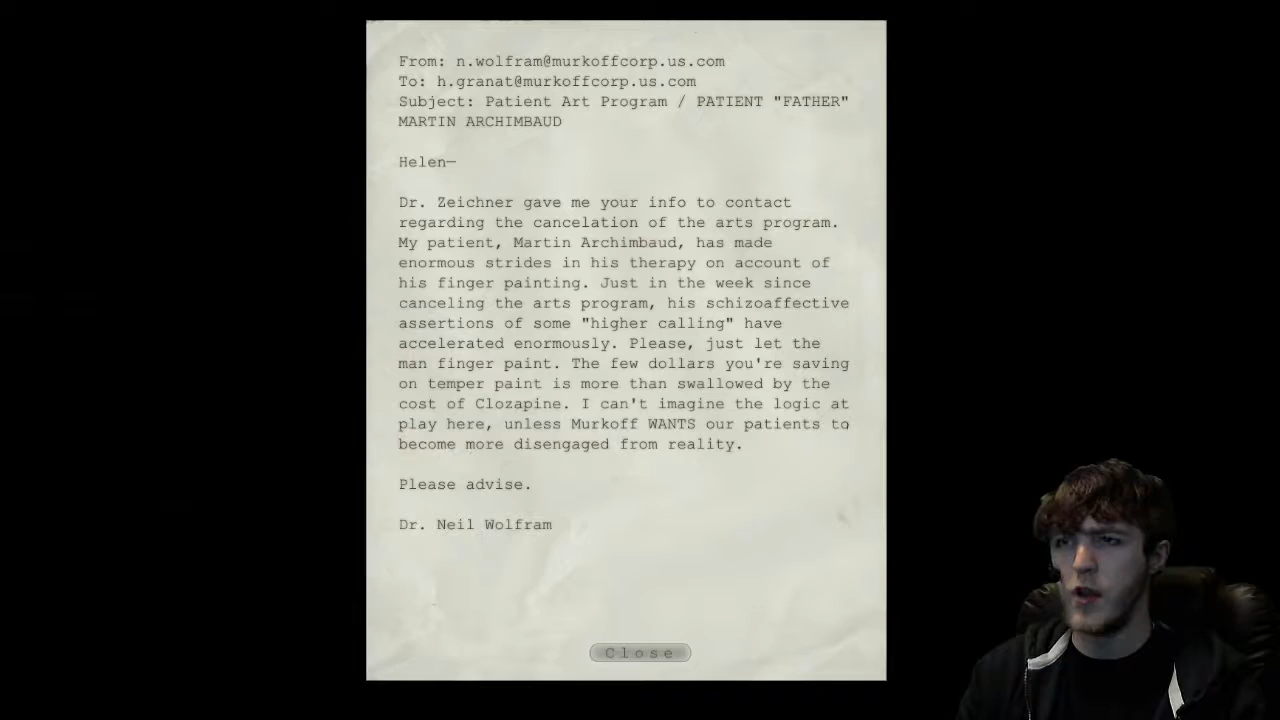 From: n.wolfram@murkoffcorp.us.com
To: h.granat@murkoffcorp.us.com
Subject: Patient Art Program / PATIENT "FATHER"
MARTIN ARCHIMBAUD
Helen—
Dr. Zeichner gave me your info to contact
regarding the cancelation of the arts program.
My patient, Martin Archimbaud, has made
enormous strides in his therapy on account of
his finger painting. Just in the week since
canceling the arts program, his schizoaffective
assertions of some "higher calling" have
accelerated enormously. Please, just let the
man finger paint. The few dollars you're saving
on temper paint is more than swallowed by the
cost of Clozapine. I can't imagine the logic at
play here, unless Murkoff WANTS our patients to
become more disengaged from reality.
Please advise.
Dr. Neil Wolfram
Close